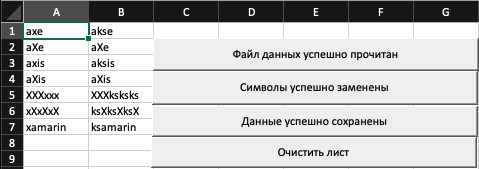 A B C D E F G
1 axe akse
2 aXe aXe
Файл данных успешно прочитан
3 axis aksis
4 aXis aXis
Символы успешно заменены
5 XXXxxx XXXksksks
6 xXxXxX ksXksXksX
Данные успешно сохранены
7 xamarin ksamarin
8
Очистить лист
9